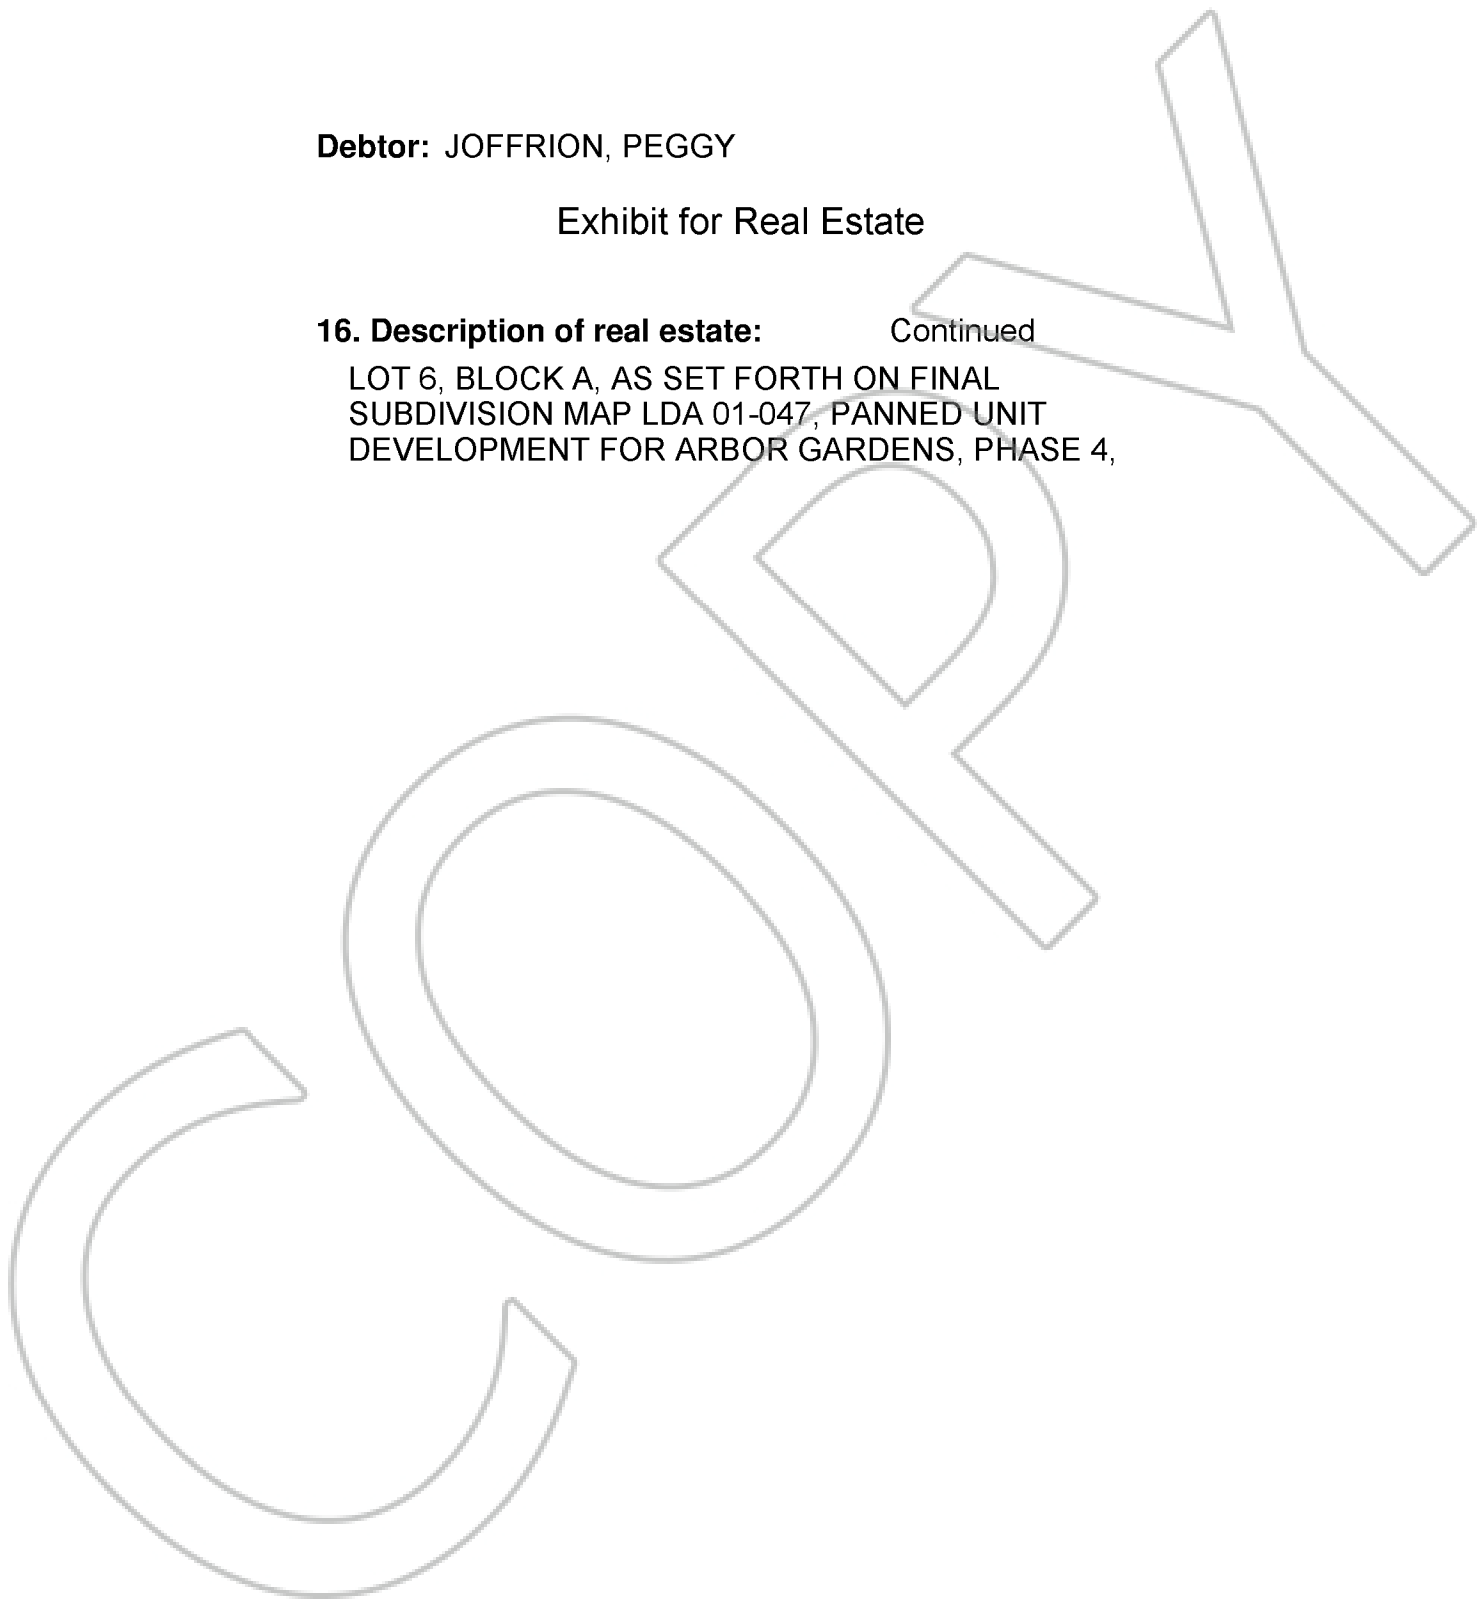 Debtor: JOFFRION, PEGGY
Exhibit for Real Estate
16. Description of real estate: Continued
LOT 6, BLOCK A, AS SET FORTH ON FINAL
SUBDIVISION MAP LDA 01-047, PANNED UNIT
DEVELOPMENT FOR ARBOR GARDENS, PHASE 4,
COPY